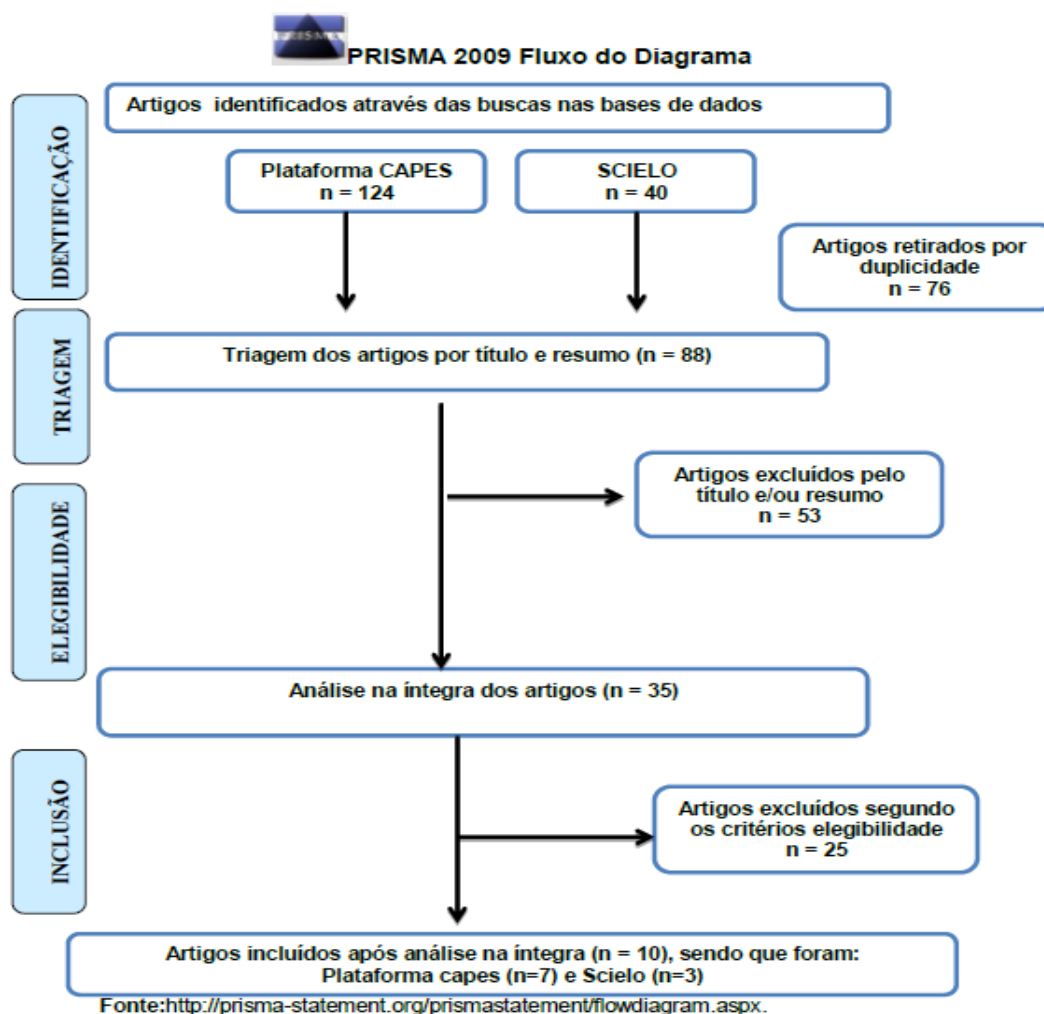 PRISMA
PRISMA 2009 Fluxo do Diagrama
IDENTIFICAÇÃO
Artigos identificados através das buscas nas bases de dados
Plataforma CAPES
n = 124
SCIELO
n = 40
Artigos retirados por
duplicidade
n = 76
TRIAGEM
Triagem dos artigos por título e resumo (n = 88)
ELEGIBILIDADE
Artigos excluídos pelo
título e/ou resumo
n = 53
Análise na íntegra dos artigos (n = 35)
INCLUSÃO
Artigos excluídos segundo
os critérios elegibilidade
n = 25
Artigos incluídos após análise na íntegra (n = 10), sendo que foram:
Plataforma capes (n=7) e Scielo (n=3)
Fonte:http://prisma-statement.org/prismastatement/flowdiagram.aspx.